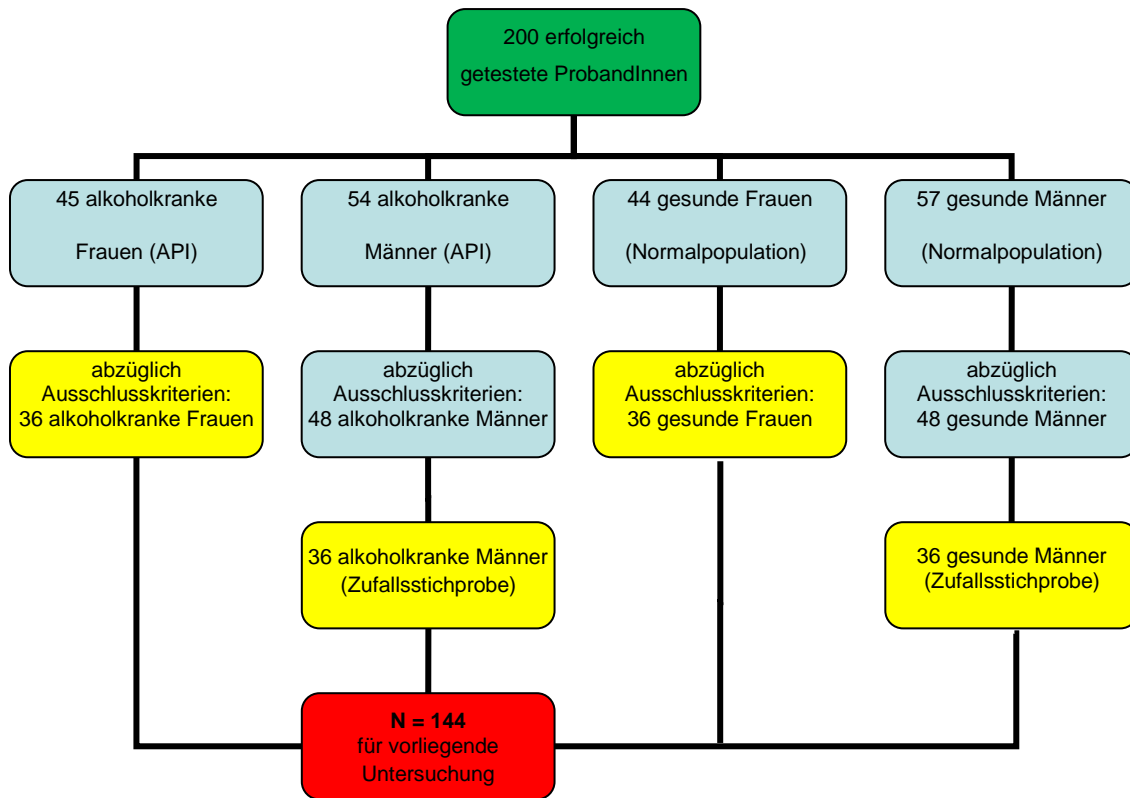 200 erfolgreich
getestete ProbandInnen
45 alkoholkranke
Frauen (API)
54 alkoholkranke
Männer (API)
44 gesunde Frauen
(Normalpopulation)
57 gesunde Männer
(Normalpopulation)
abzüglich
Ausschlusskriterien:
36 alkoholkranke Frauen
abzüglich
Ausschlusskriterien:
48 alkoholkranke Männer
abzüglich
Ausschlusskriterien:
36 gesunde Frauen
abzüglich
Ausschlusskriterien:
48 gesunde Männer
36 alkoholkranke Männer
(Zufallsstichprobe)
36 gesunde Männer
(Zufallsstichprobe)
N = 144
für vorliegende
Untersuchung